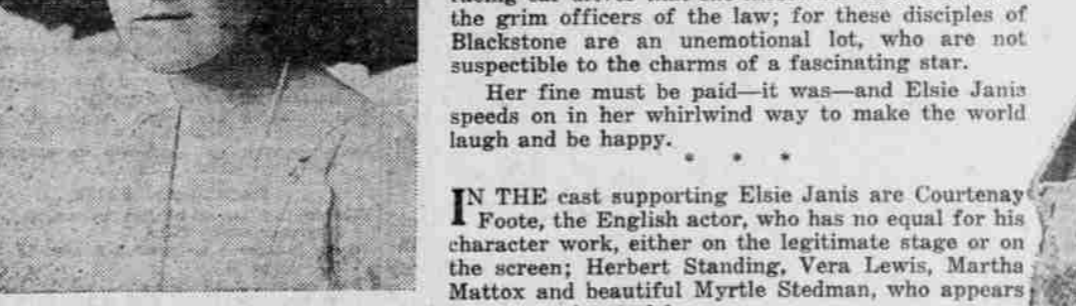 the grim officers of the law; for these disciples of
Blackstone are an unemotional lot, who are not
suspectible to the charms of a fascinating star.
Her fine must be paid—it was—and Elsie Janis
speeds on in her whirlwind way to make the world
laugh and be happy.
* * *
IN THE cast supporting Elsie Janis are Courtenay
Foote, the English actor, who has no equal for his
character work, either on the legitimate stage or on
the screen; Herbert Standing, Vera Lewis, Martha
Mattox and beautiful Myrtle Stedman, who appears